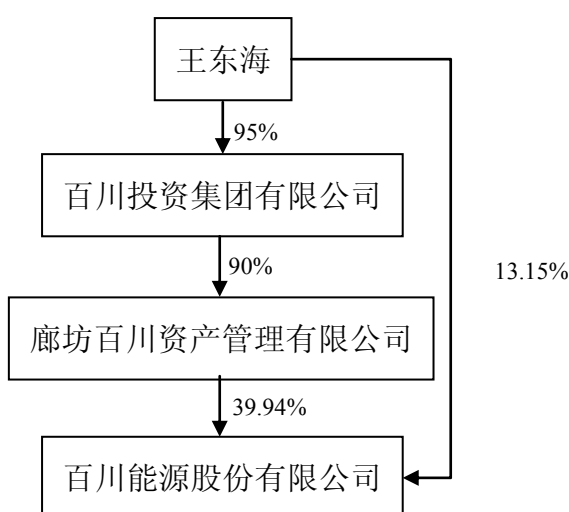 王东海
95%
百川投资集团有限公司
90%
13.15%
廊坊百川资产管理有限公司
39.94%
百川能源股份有限公司